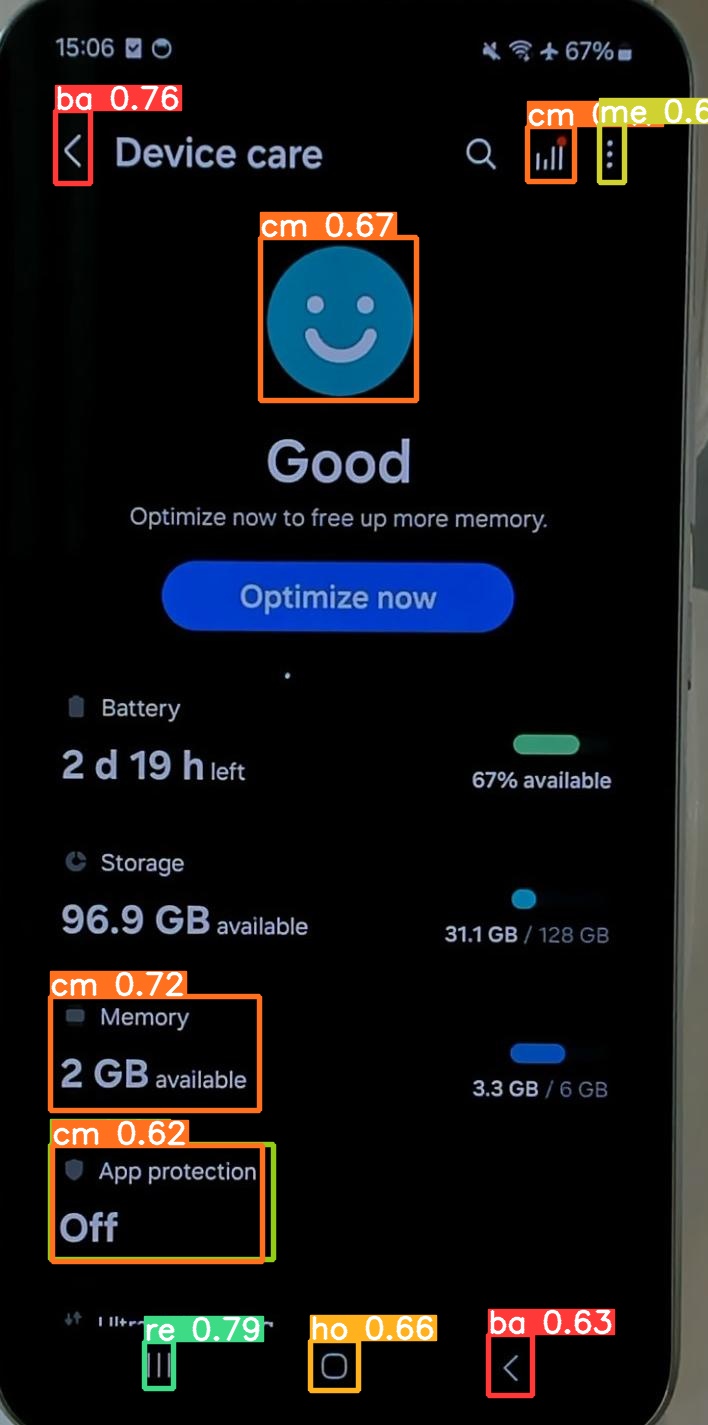 15:06 67%
ba 0.76
cm
me 0.6
Device care
cm 0.67
Good
Optimize now to free up more memory.
Optimize now
Battery
2 d 19 h left
67% available
Storage
96.9 GB available
31.1 GB / 128 GB
cm 0.72
Memory
2 GB available
3.3 GB / 6 GB
cm 0.62
App protection
Off
re 0.79
ho 0.66
ba 0.63